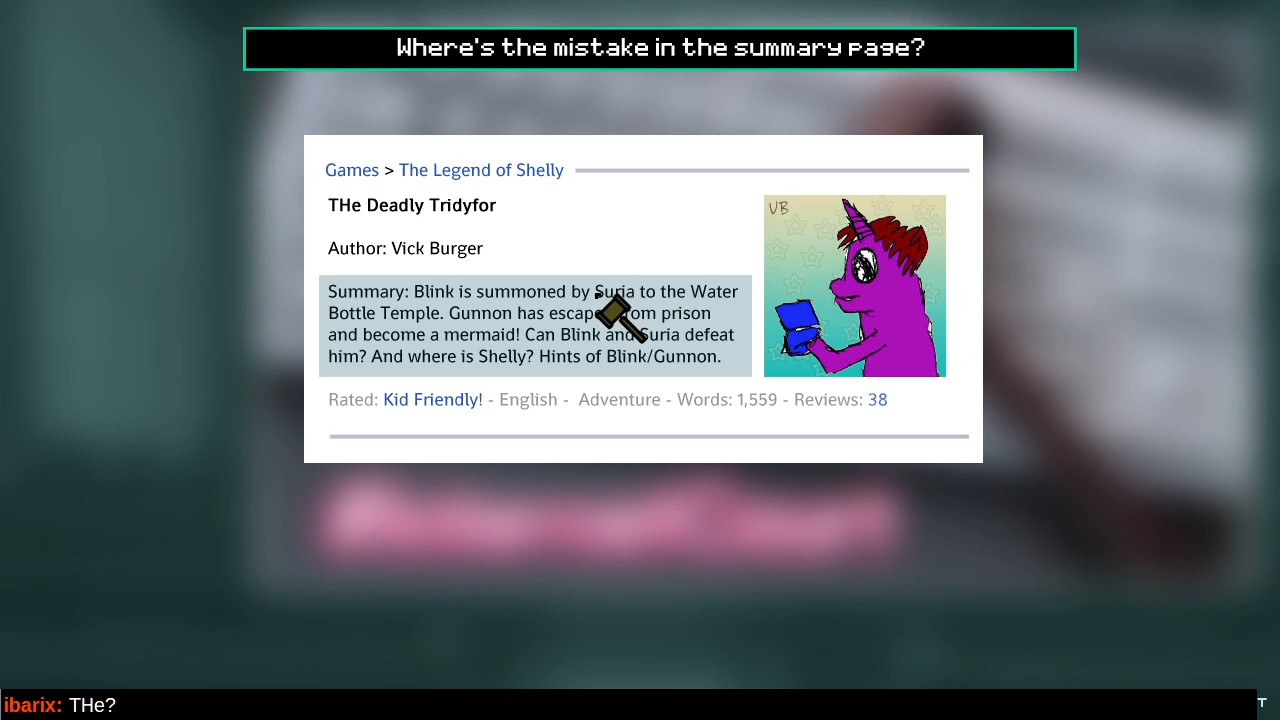 Where's the mistake in the summary page?
Games > The Legend of Shelly
THe Deadly Tridyfor
UB
Author: Vick Burger
Summary: Blink is summoned by Suria to the Water
Bottle Temple. Gunnon has prison
and become a mermaid! Can Blink and Suria defeat
him? And where is Shelly? Hints of Blink/Gunnon.
Rated: Kid Friendly! - English - Adventure - Words: 1,559 - Reviews: 38
ibarix: THe?
T